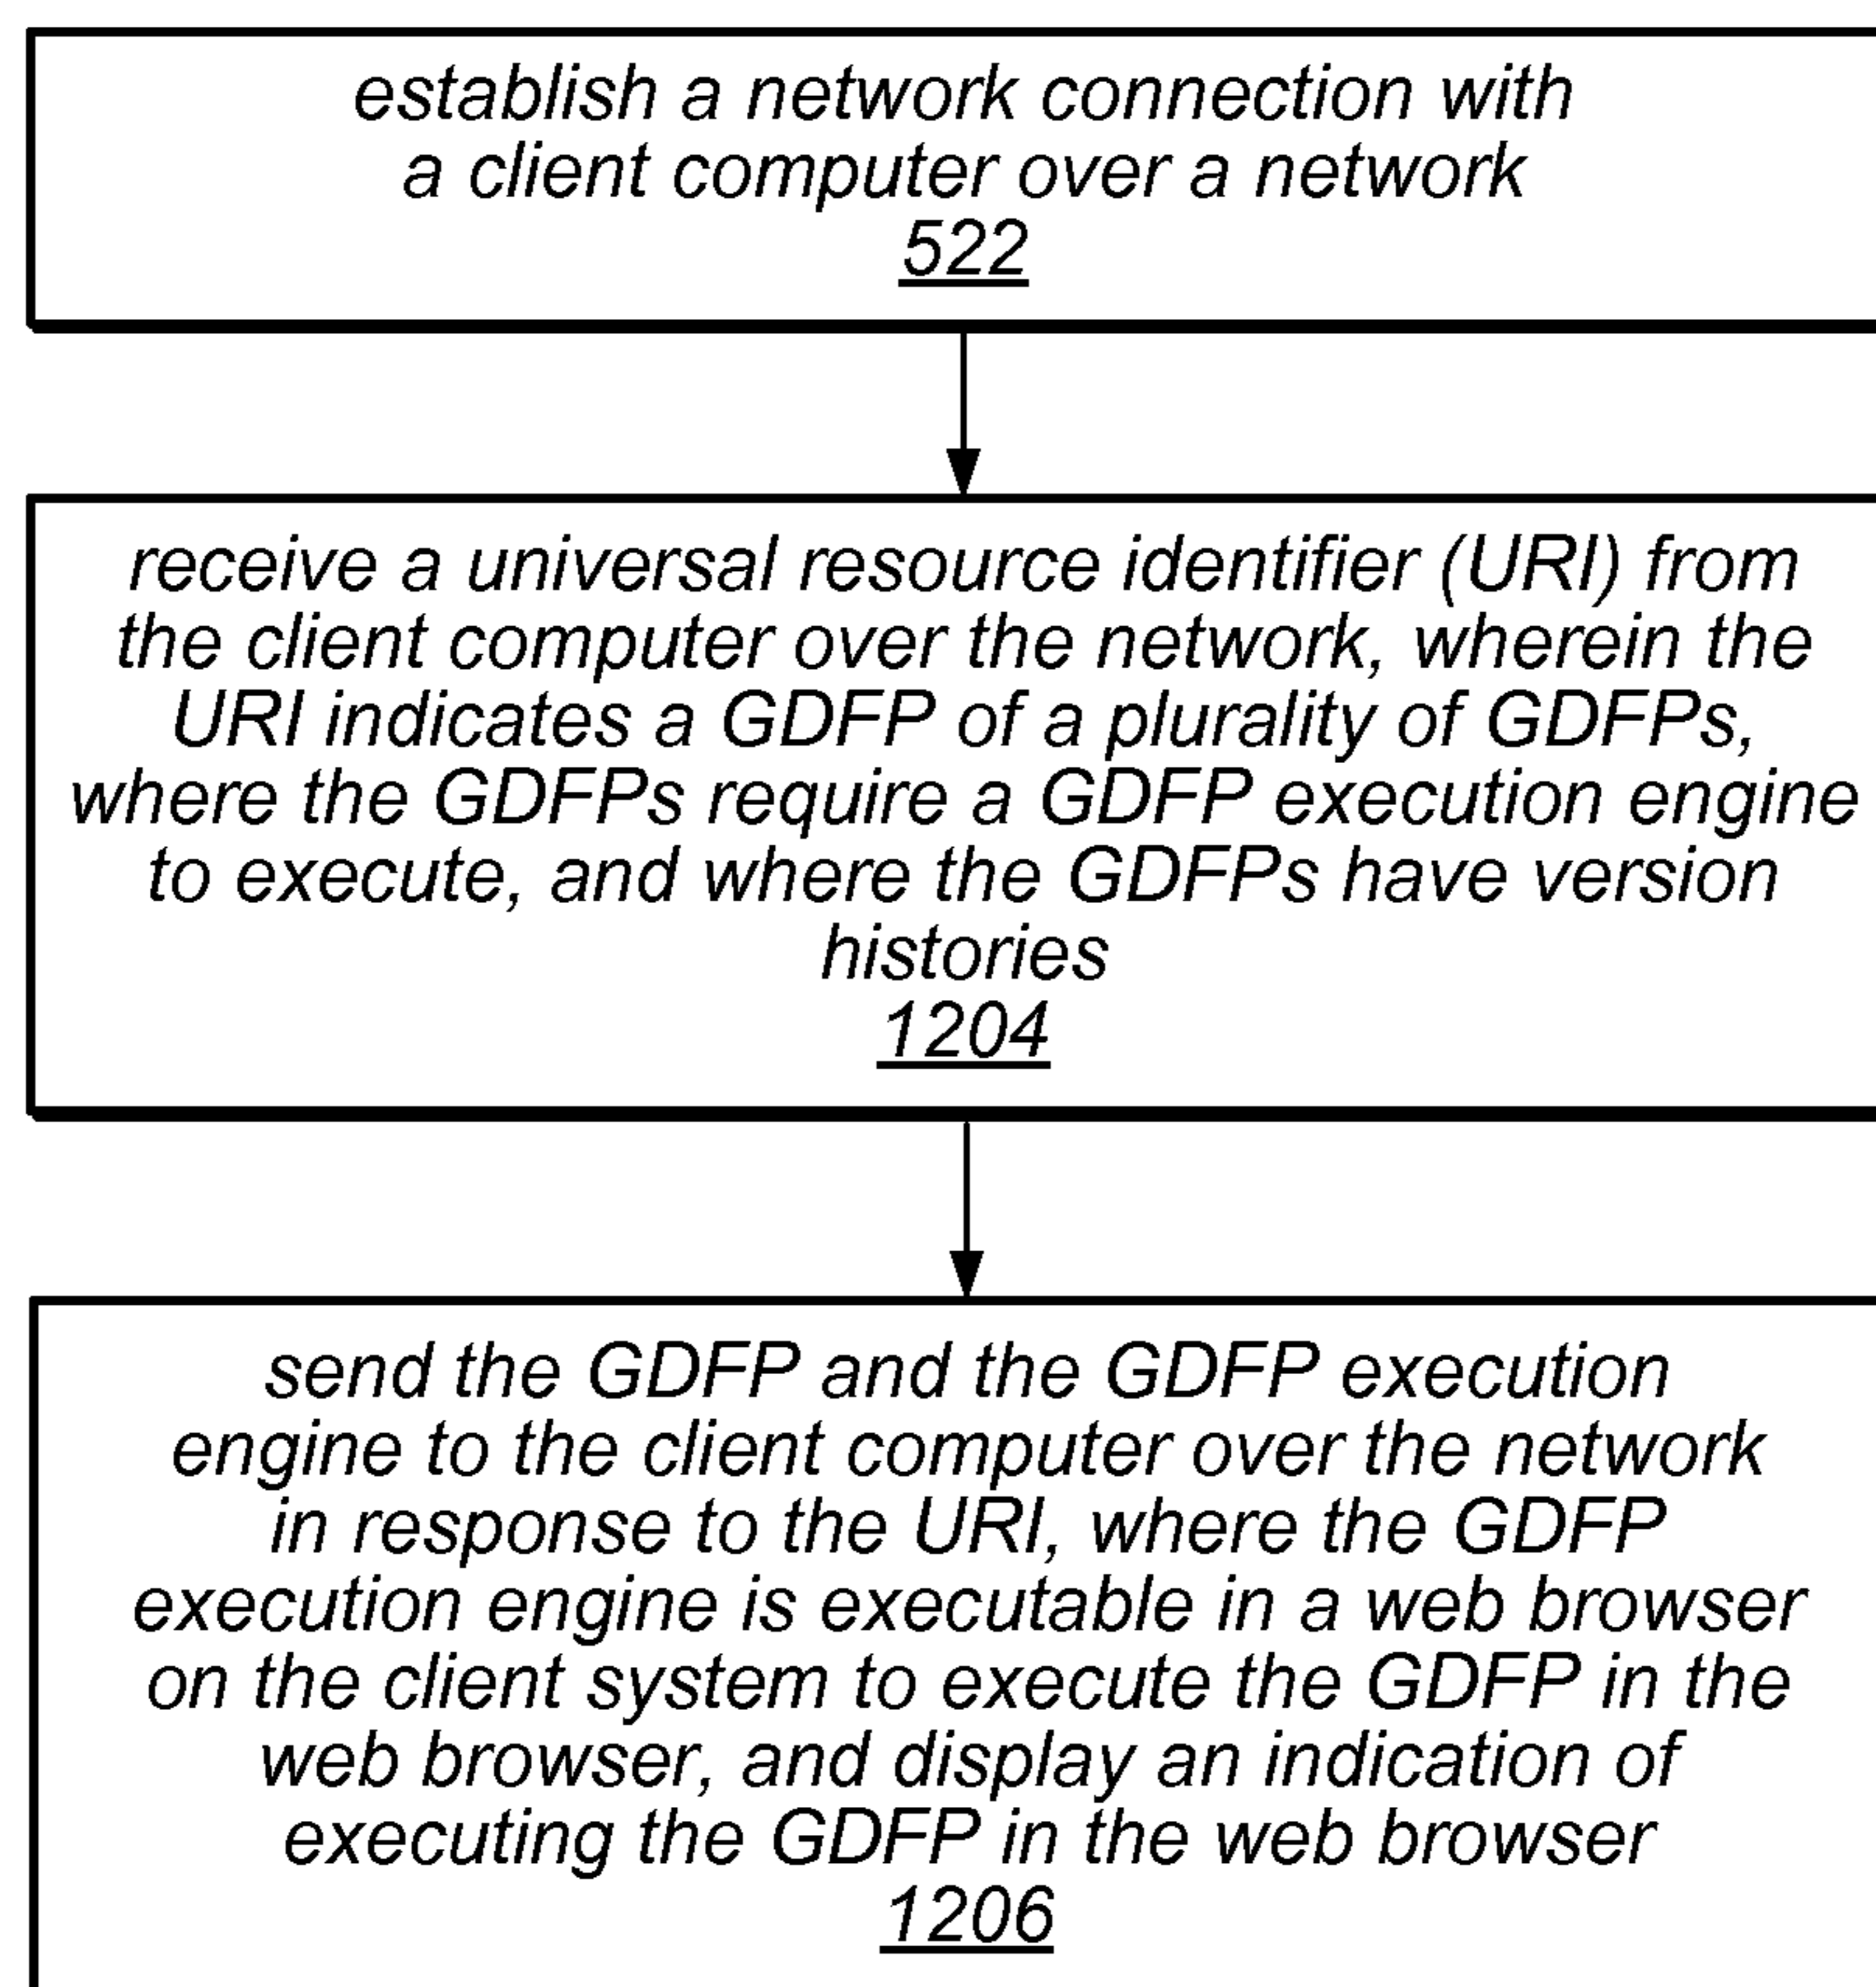 establish a network connection with
a client computer over a network
522
receive a universal resource identifier (URI) from
the client computer over the network, wherein the
URI indicates a GDFP of a plurality of GDFPs,
where the GDFPs require a GDFP execution engine
to execute, and where the GDFPs have version
histories
1204
send the GDFP and the GDFP execution
engine to the client computer over the network
in response to the URI, where the GDFP
execution engine is executable in a web browser
on the client system to execute the GDFP in the
web browser, and display an indication of
executing the GDFP in the web browser
1206